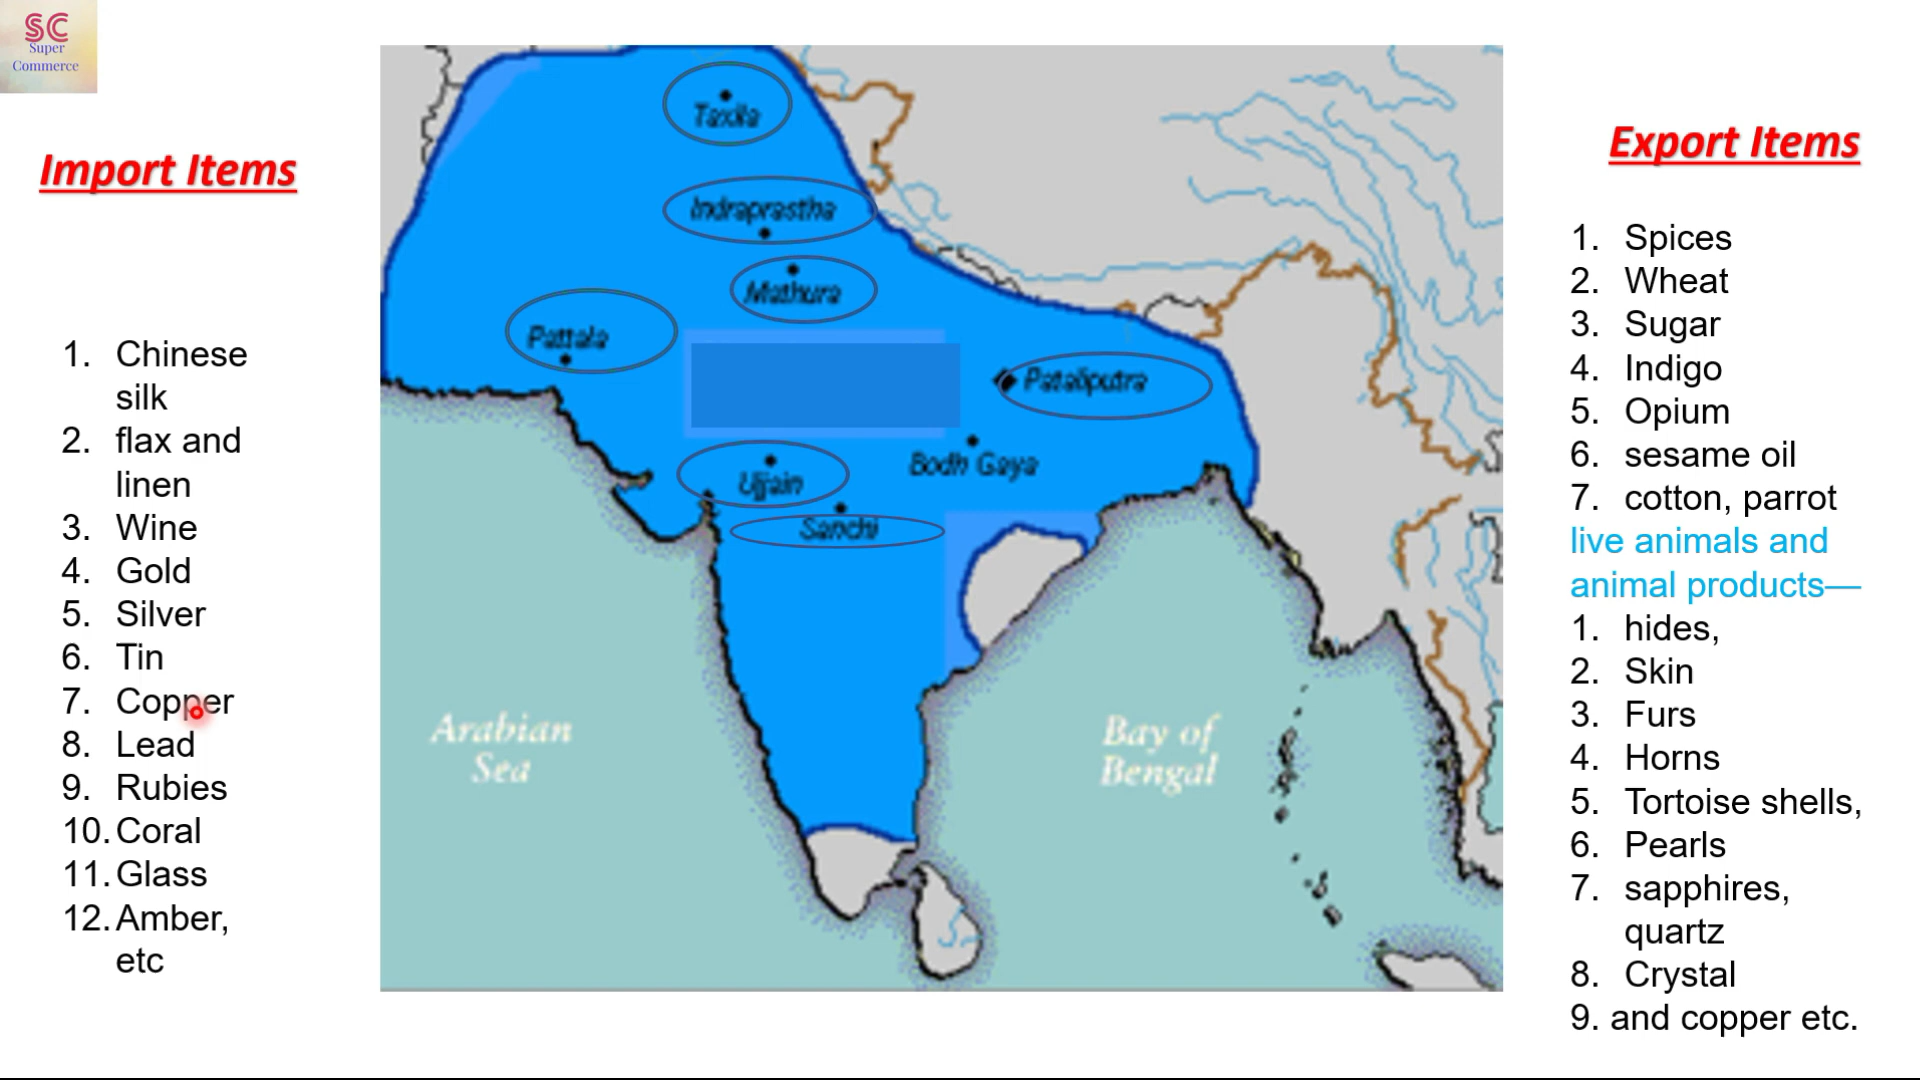 SC
Super
Commerce
Import Items
1. Chinese
silk
2. flax and
linen
3. Wine
4. Gold
5. Silver
6. Tin
7. Copper
8. Lead
9. Rubies
10. Coral
11. Glass
12. Amber,
etc
Taxila
Indraprastha
Mathura
Pattala
Pataliputra
Bodh Gaya
Ujjain
Sanchi
Arabian
Sea
Bay of
Bengal
Export Items
1. Spices
2. Wheat
3. Sugar
4. Indigo
5. Opium
6. sesame oil
7. cotton, parrot
live animals and
animal products—
1. hides,
2. Skin
3. Furs
4. Horns
5. Tortoise shells,
6. Pearls
7. sapphires,
quartz
8. Crystal
9. and copper etc.